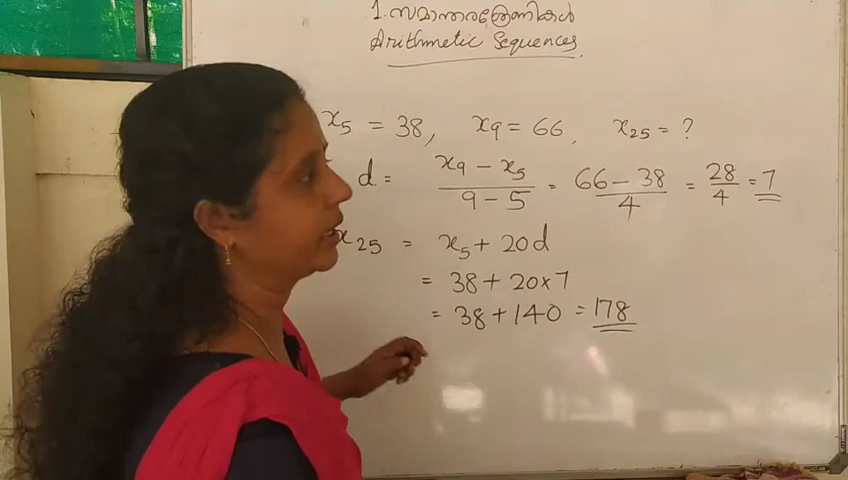 1. സമാന്തരശ്രേണികൾ
Arithmetic Sequences
x₅ = 38, x₉ = 66, x₂₅ = ?
d = (x₉ – x₅)/(9 – 5) = (66 – 38)/4 = 28/4 = 7
x₂₅ = x₅ + 20d
= 38 + 20 × 7
= 38 + 140 = 178